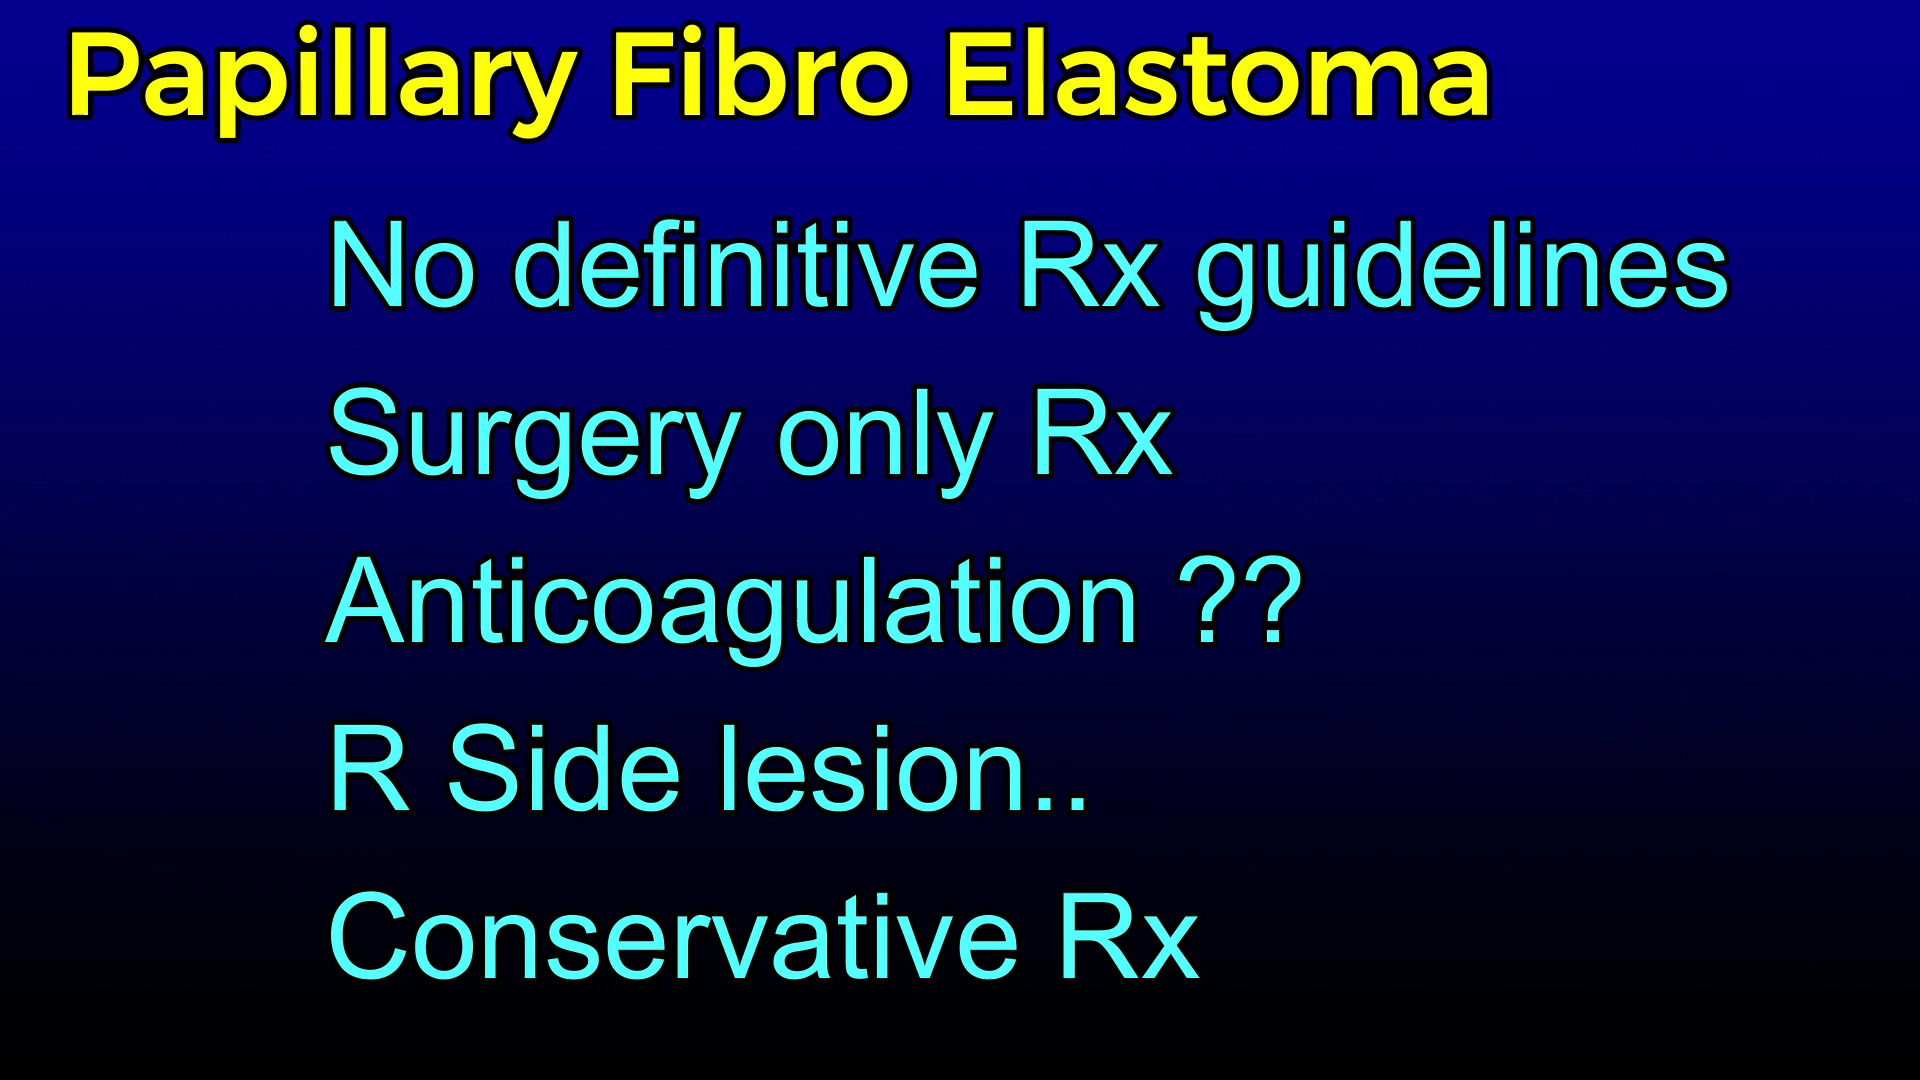 Papillary Fibro Elastoma
No definitive Rx guidelines
Surgery only Rx
Anticoagulation ??
R Side lesion..
Conservative Rx